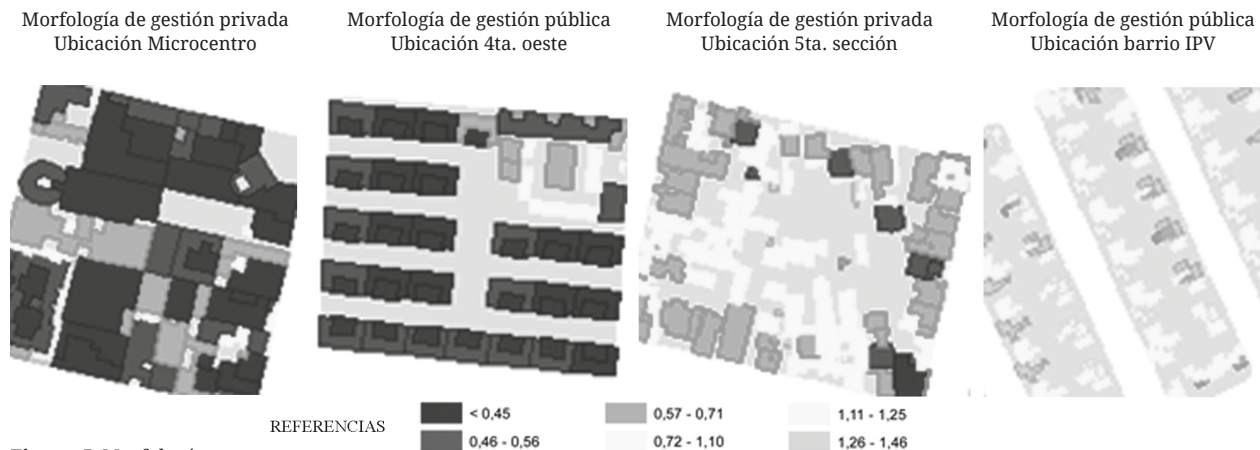 Morfología de gestión privada
Ubicación Microcentro
Morfología de gestión pública
Ubicación 4ta. oeste
Morfología de gestión privada
Ubicación 5ta. sección
Morfología de gestión pública
Ubicación barrio IPV
REFERENCIAS
< 0,45
0,46 - 0,56
0,57 - 0,71
0,72 - 1,10
1,11 - 1,25
1,26 - 1,46